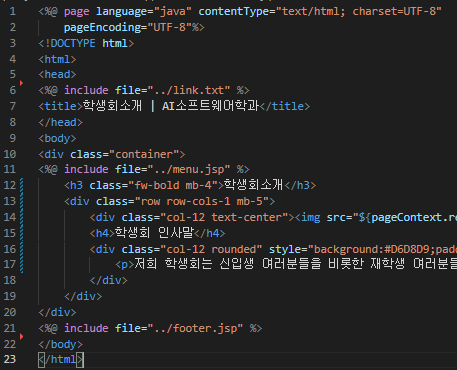 1 <%@ page language="java" contentType="text/html; charset=UTF-8"
2 pageEncoding="UTF-8"%>
3 <!DOCTYPE html>
4 <html>
5 <head>
6 <%@ include file="../link.txt" %>
7 <title>학생회소개 | AI소프트웨어학과</title>
8 </head>
9 <body>
10 <div class="container">
11 <%@ include file="../menu.jsp" %>
12 <h3 class="fw-bold mb-4">학생회소개</h3>
13 <div class="row row-cols-1 mb-5">
14 <div class="col-12 text-center"><img src="${pageContext.re
15 <h4>학생회 인사말</h4>
16 <div class="col-12 rounded" style="background:#D6D8D9;padd
17 <p>저희 학생회는 신입생 여러분들을 비롯한 재학생 여러분들
18 </div>
19 </div>
20 </div>
21 <%@ include file="../footer.jsp" %>
22 </body>
23 </html>